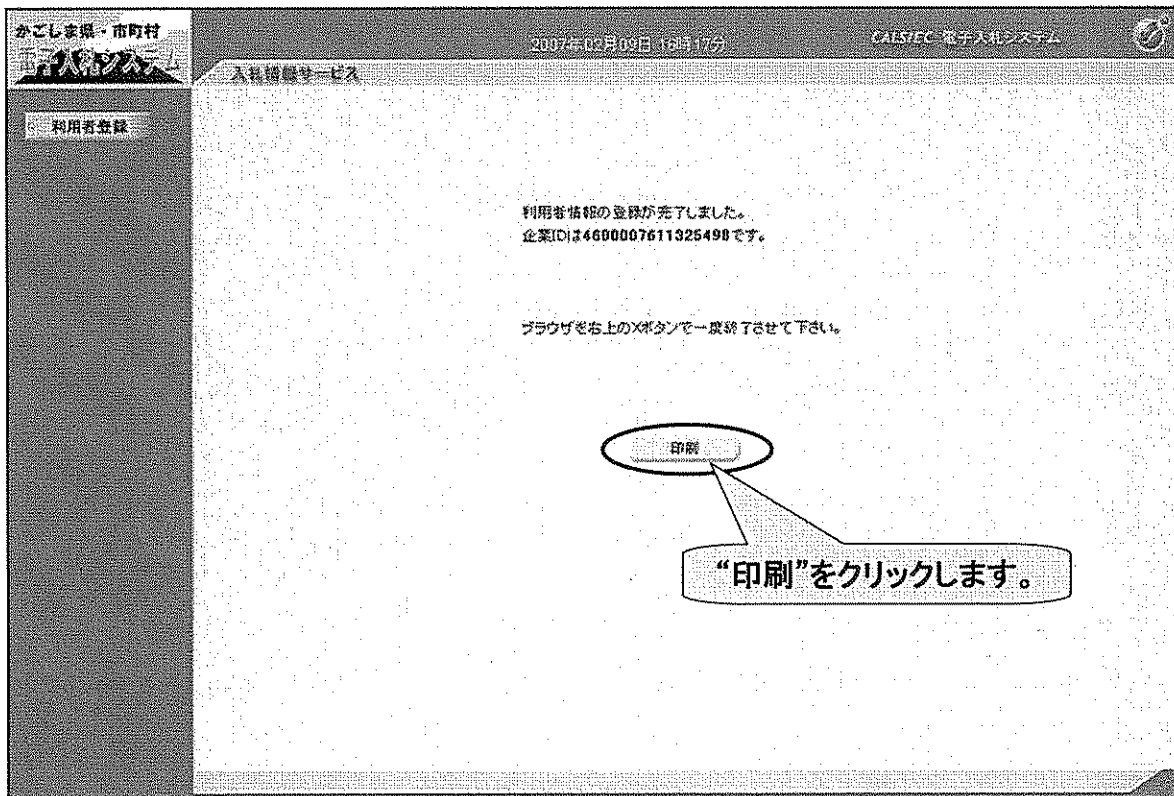 かごしま県・市町村
電子入札システム
2007年02月09日 16時17分
CALS/EC 電子入札システム
入札情報サービス
利用者登録
利用者情報の登録が完了しました。
企業IDは4600007611325498です。
ブラウザを右上のXボタンで一度終了させて下さい。
印刷
“印刷”をクリックします。